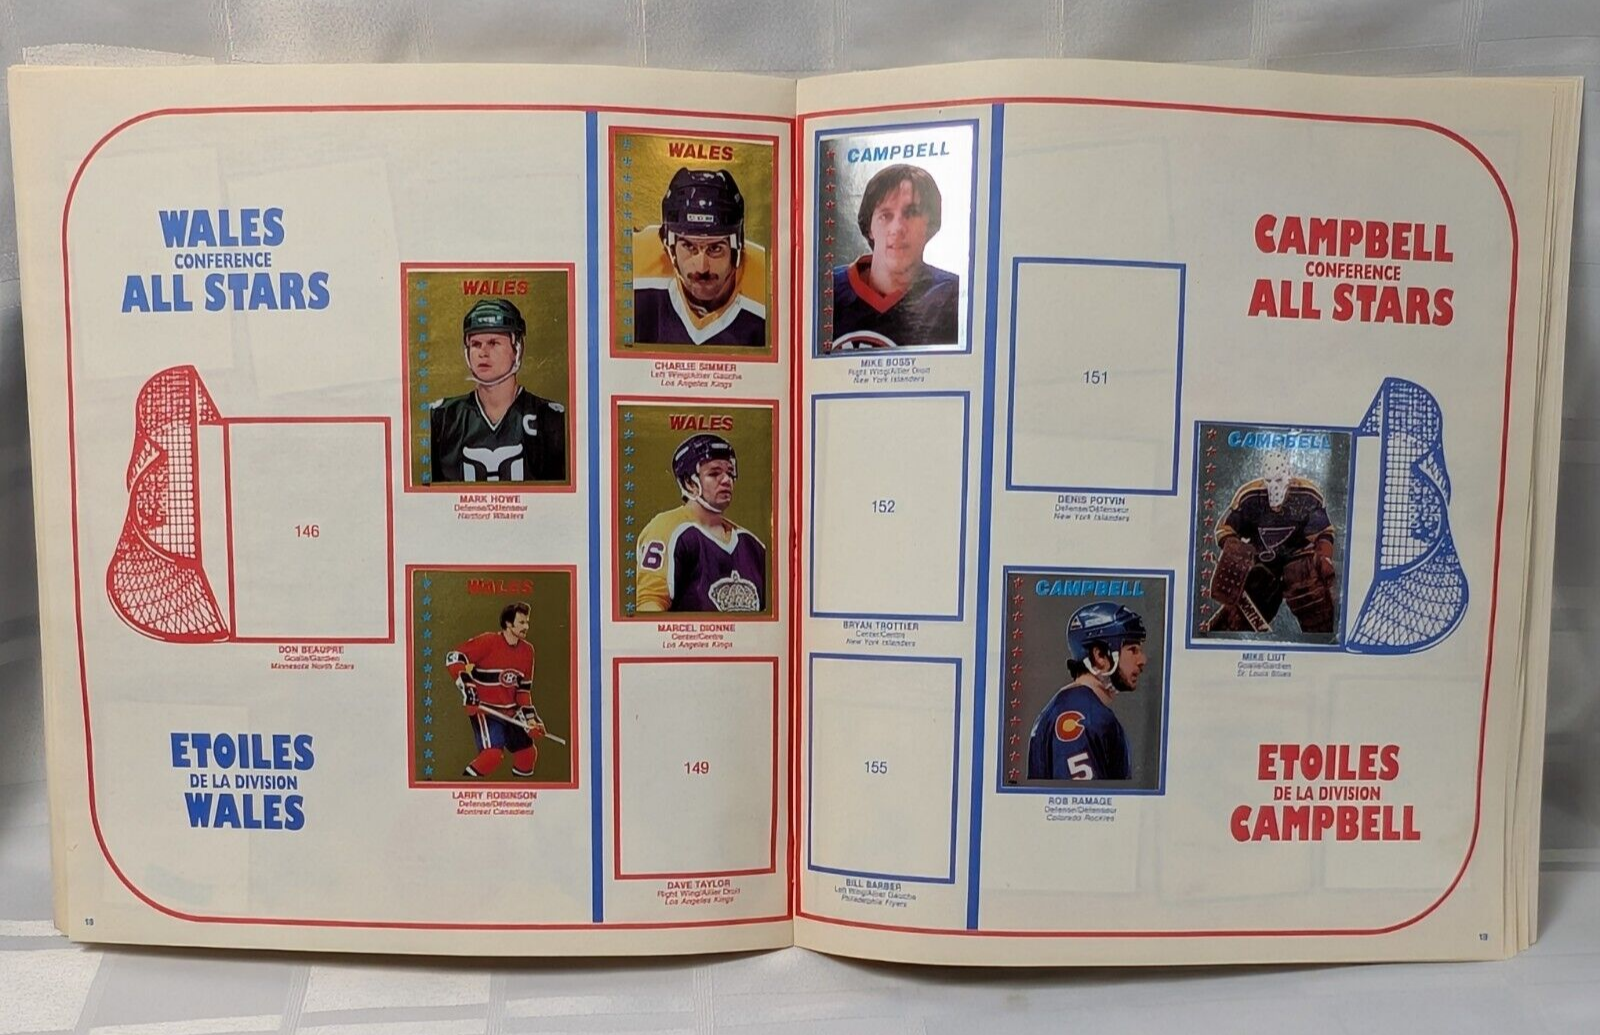 WALES
CONFERENCE
ALL STARS
146
DON BEAUPRE
Goalie/Gardien
Minnesota North Stars
ETOILES
DE LA DIVISION
WALES
WALES
C
MARK HOWE
Defense/Défenseur
Hartford Whalers
WALES
LARRY ROBINSON
Defense/Défenseur
Montreal Canadiens
WALES
CCM
CHARLIE SIMMER
Left Wing/Ailier Gauche
Los Angeles Kings
WALES
6
MARCEL DIONNE
Center/Centre
Los Angeles Kings
149
DAVE TAYLOR
Right Wing/Ailier Droit
Los Angeles Kings
CAMPBELL
MIKE BOSSY
Right Wing/Ailier Droit
New York Islanders
152
BRYAN TROTTIER
Center/Centre
New York Islanders
155
BILL BARBER
Left Wing/Ailier Gauche
Philadelphia Flyers
151
DENIS POTVIN
Defense/Défenseur
New York Islanders
CAMPBELL
C
5
ROB RAMAGE
Defense/Défenseur
Colorado Rockies
CAMPBELL
MIKE LIUT
Goalie/Gardien
St. Louis Blues
CAMPBELL
CONFERENCE
ALL STARS
ETOILES
DE LA DIVISION
CAMPBELL
18
19